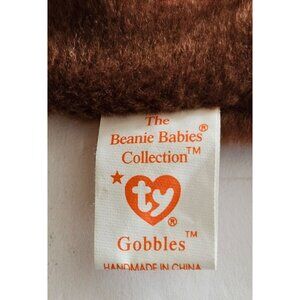 The
Beanie Babies®
Collection™
ty®
Gobbles™
HANDMADE IN CHINA